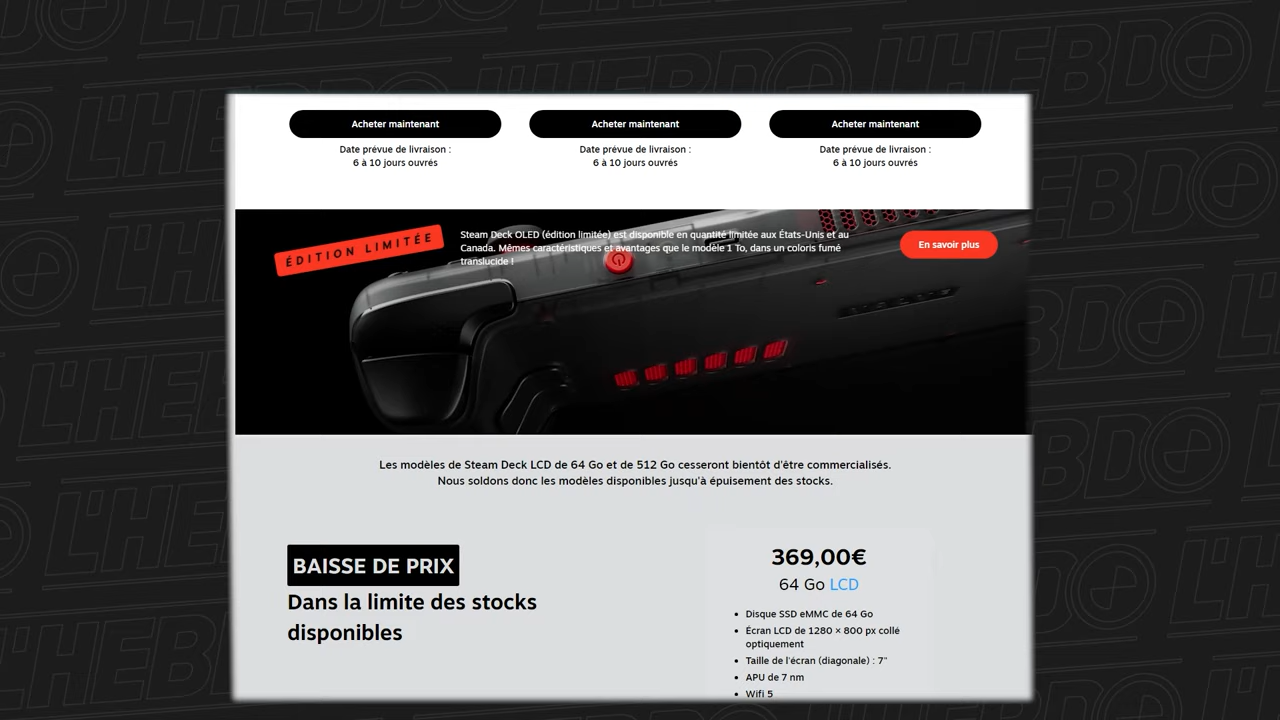 Acheter maintenant
Acheter maintenant
Acheter maintenant
Date prévue de livraison :
6 à 10 jours ouvrés
Date prévue de livraison :
6 à 10 jours ouvrés
Date prévue de livraison :
6 à 10 jours ouvrés
ÉDITION LIMITÉE
Steam Deck OLED (édition limitée) est disponible en quantité limitée aux États-Unis et au
Canada. Mêmes caractéristiques et avantages que le modèle 1 To, dans un coloris fumé
translucide !
En savoir plus
Les modèles de Steam Deck LCD de 64 Go et de 512 Go cesseront bientôt d'être commercialisés.
Nous soldons donc les modèles disponibles jusqu'à épuisement des stocks.
BAISSE DE PRIX
Dans la limite des stocks
disponibles
369,00€
64 Go LCD
• Disque SSD eMMC de 64 Go
• Écran LCD de 1280 × 800 px collé
optiquement
• Taille de l'écran (diagonale) : 7"
• APU de 7 nm
• Wifi 5
L'HEBDO